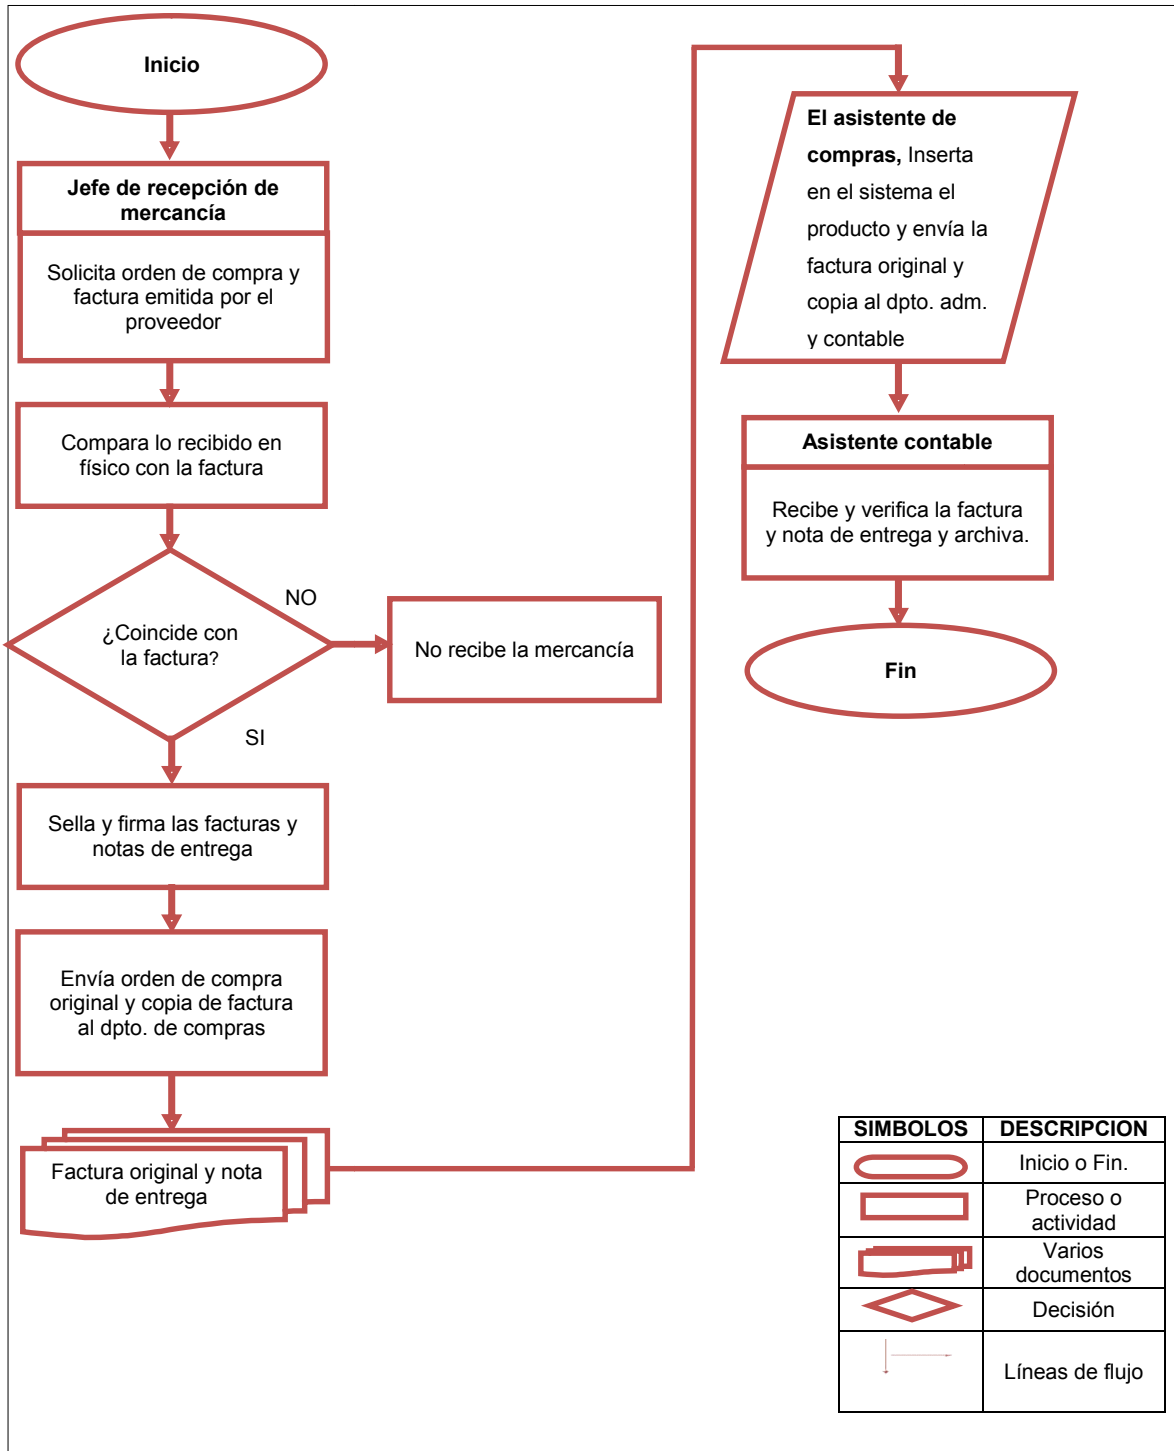 Inicio
Jefe de recepción de
mercancía
Solicita orden de compra y
factura emitida por el
proveedor
Compara lo recibido en
físico con la factura
¿Coincide con
la factura?
NO
No recibe la mercancía
SI
Sella y firma las facturas y
notas de entrega
Envía orden de compra
original y copia de factura
al dpto. de compras
Factura original y nota
de entrega
El asistente de
compras, Inserta
en el sistema el
producto y envía la
factura original y
copia al dpto. adm.
y contable
Asistente contable
Recibe y verifica la factura
y nota de entrega y archiva.
Fin
SIMBOLOS DESCRIPCION
Inicio o Fin.
Proceso o
actividad
Varios
documentos
Decisión
Líneas de flujo